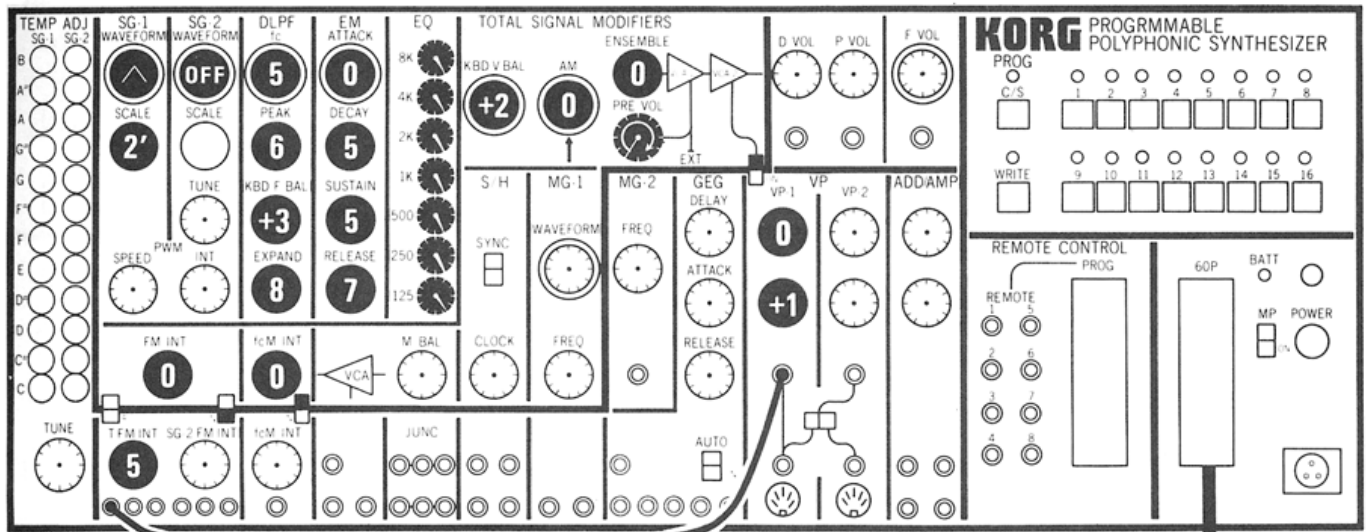 TEMP ADJ
SG-1 SG-2
B
A#
A
G#
G
F#
F
E
D#
D
C#
C
TUNE
SG-1
WAVEFORM
SCALE
2'
SPEED
SG-2
WAVEFORM
OFF
SCALE
TUNE
PWM
INT
DLPF
fc
5
PEAK
6
KBD F BAL
+3
EXPAND
8
EM
ATTACK
0
DECAY
5
SUSTAIN
5
RELEASE
7
EQ
8K
4K
2K
1K
500
250
125
FM INT
0
fcM INT
0
VCA
M BAL
T FM INT
5
SG 2 FM INT
fcM INT
JUNC
TOTAL SIGNAL MODIFIERS
KBD V BAL
+2
AM
0
ENSEMBLE
0
PRE VOL
EXT
S/H
SYNC
CLOCK
MG-1
WAVEFORM
FREQ
MG-2
FREQ
GEG
DELAY
ATTACK
RELEASE
AUTO
D VOL
P VOL
F VOL
VP
VP-1
0
+1
VP-2
ADD/AMP
KORG PROGRMMABLE
POLYPHONIC SYNTHESIZER
PROG
C/S
1 2 3 4 5 6 7 8
WRITE
9 10 11 12 13 14 15 16
REMOTE CONTROL
PROG
REMOTE
1 5
2 6
3 7
4 8
60P
BATT
MP
ON
POWER